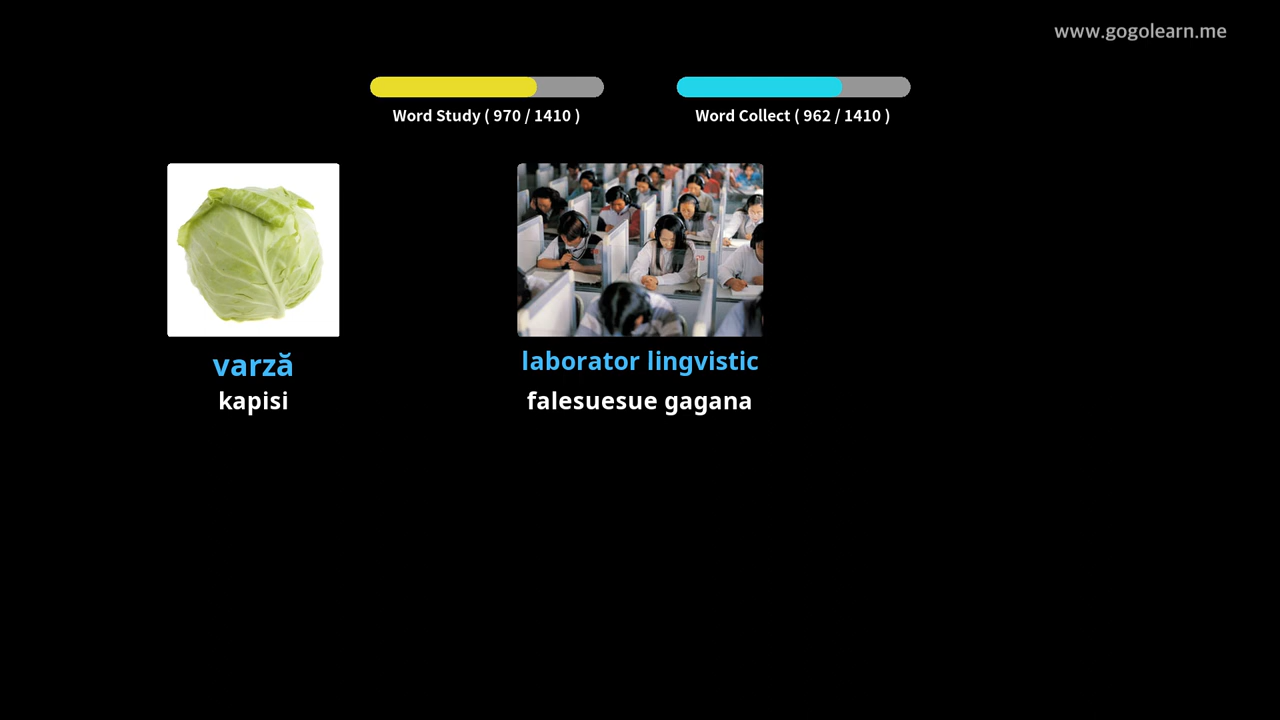 www.gogolearn.me
Word Study ( 970 / 1410 )
Word Collect ( 962 / 1410 )
varză
kapisi
laborator lingvistic
falesuesue gagana